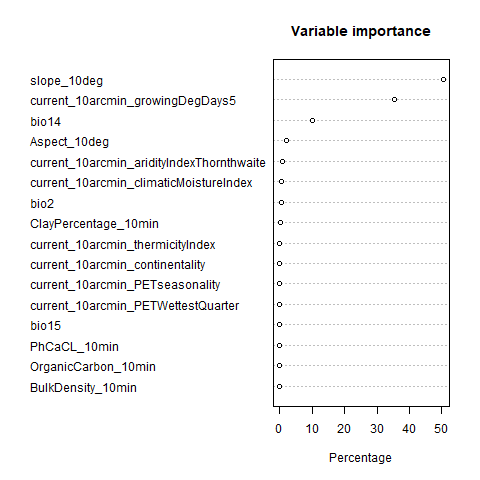 Variable importance
slope_10deg
current_10arcmin_growingDegDays5
bio14
Aspect_10deg
current_10arcmin_aridityIndexThornthwaite
current_10arcmin_climaticMoistureIndex
bio2
ClayPercentage_10min
current_10arcmin_thermicityIndex
current_10arcmin_continentality
current_10arcmin_PETseasonality
current_10arcmin_PETWettestQuarter
bio15
PhCaCL_10min
OrganicCarbon_10min
BulkDensity_10min
0 10 20 30 40 50
Percentage